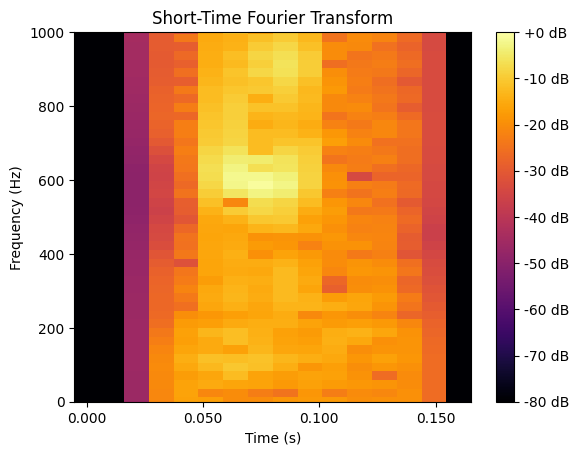 Short-Time Fourier Transform
1000
800
600
400
200
0
Frequency (Hz)
0.000
0.050
0.100
0.150
Time (s)
+0 dB
-10 dB
-20 dB
-30 dB
-40 dB
-50 dB
-60 dB
-70 dB
-80 dB